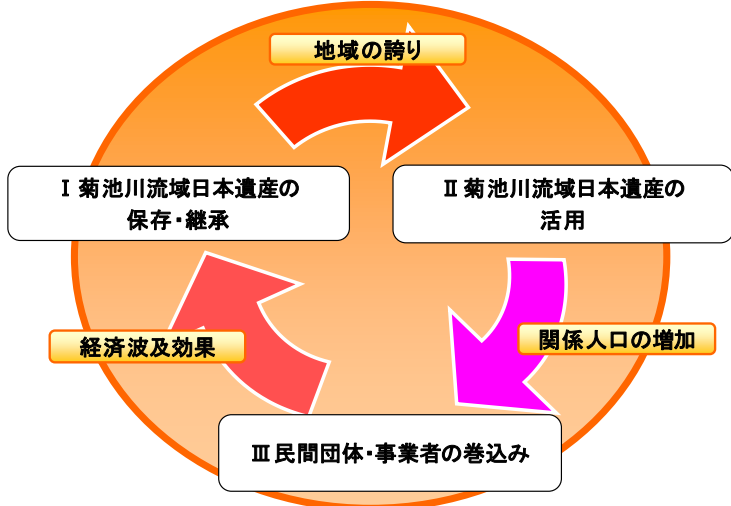 地域の誇り
Ⅰ 菊池川流域日本遺産の
保存・継承
Ⅱ 菊池川流域日本遺産の
活用
経済波及効果
関係人口の増加
Ⅲ 民間団体・事業者の巻込み